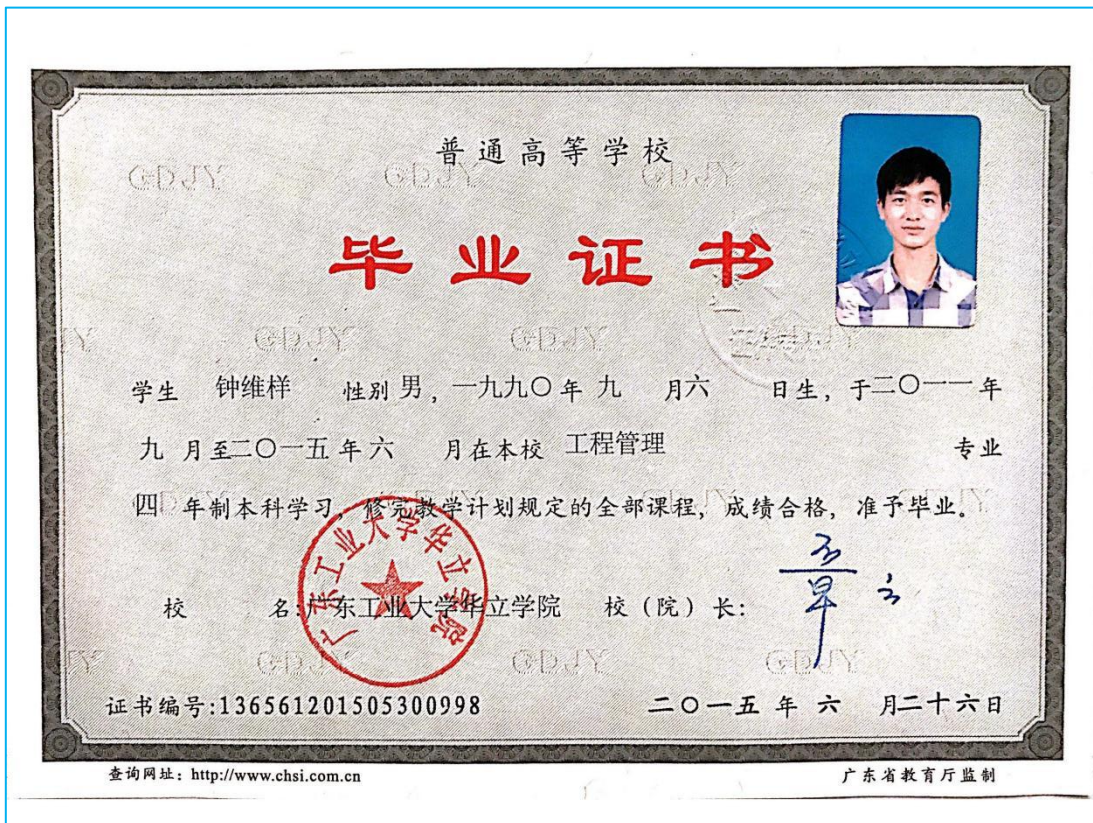 普通高等学校
毕业证书
学生 钟维样 性别 男，一九九〇年 九 月六 日生，于二〇一一年
九 月至二〇一五年 六 月在本校 工程管理 专业
四 年制本科学习，修完教学计划规定的全部课程，成绩合格，准予毕业。
广东工业大学华立学院
校 名:广东工业大学华立学院 校（院）长:
证书编号:136561201505300998 二〇一五 年 六 月二十六日
查询网址：http://www.chsi.com.cn 广东省教育厅监制
GDJY GDJY GDJY
GDJY GDJY GDJY
GDJY GDJY